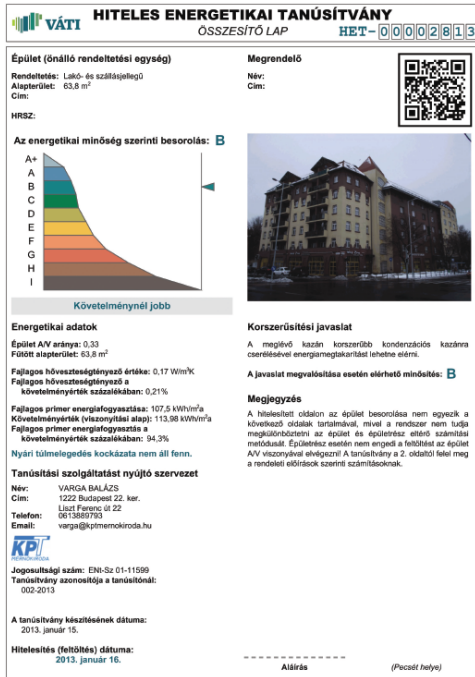 VÁTI
HITELES ENERGETIKAI TANÚSÍTVÁNY
ÖSSZESÍTŐ LAP
HET-00002813
Épület (önálló rendeltetési egység)
Rendeltetés: Lakó- és szállásjellegű
Alapterület: 63,8 m²
Cím:
HRSZ:
Megrendelő
Név:
Cím:
Az energetikai minőség szerinti besorolás: B
A+
A
B
C
D
E
F
G
H
I
Követelménynél jobb
Energetikai adatok
Épület A/V aránya: 0,33
Fűtött alapterület: 63,8 m²
Fajlagos hőveszteségtényező értéke: 0,17 W/m³K
Fajlagos hőveszteségtényező a
követelményérték százalékában: 0,21%
Fajlagos primer energiafogyasztása: 107,5 kWh/m²a
Követelményérték (viszonyítási alap): 113,98 kWh/m²a
Fajlagos primer energiafogyasztás a
követelményérték százalékában: 94,3%
Nyári túlmelegedés kockázata nem áll fenn.
Tanúsítási szolgáltatást nyújtó szervezet
Név: VARGA BALÁZS
Cím: 1222 Budapest 22. ker.
Liszt Ferenc út 22
Telefon: 0613889793
Email: varga@kptmernokiroda.hu
KPT
MÉRNÖKIRODA
Jogosultsági szám: ENt-Sz 01-11599
Tanúsítvány azonosítója a tanúsítónál:
002-2013
A tanúsítvány készítésének dátuma:
2013. január 15.
Hitelesítés (feltöltés) dátuma:
2013. január 16.
Korszerűsítési javaslat
A meglévő kazán korszerűbb kondenzációs kazánra
cserélésével energiamegtakarítást lehetne elérni.
A javaslat megvalósítása esetén elérhető minősítés: B
Megjegyzés
A hitelesített oldalon az épület besorolása nem egyezik a
következő oldalak tartalmával, mivel a rendszer nem tudja
megkülönböztetni az épület és épületrész eltérő számítási
metódusát. Épületrész esetén nem engedi a feltöltést az épület
A/V viszonyával elvégezni! A tanúsítvány a 2. oldaltól felel meg
a rendeleti előírások szerinti számításoknak.
Aláírás
(Pecsét helye)